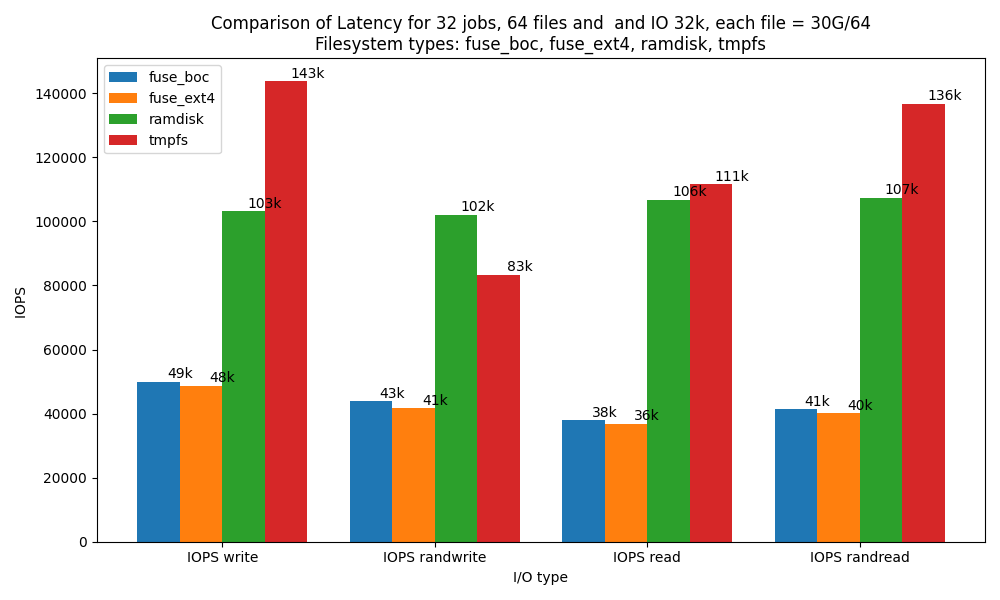 Comparison of Latency for 32 jobs, 64 files and  and IO 32k, each file = 30G/64
Filesystem types: fuse_boc, fuse_ext4, ramdisk, tmpfs
fuse_boc
fuse_ext4
ramdisk
tmpfs
IOPS
140000
120000
100000
80000
60000
40000
20000
0
49k
48k
103k
143k
43k
41k
102k
83k
38k
36k
106k
111k
41k
40k
107k
136k
IOPS write
IOPS randwrite
IOPS read
IOPS randread
I/O type